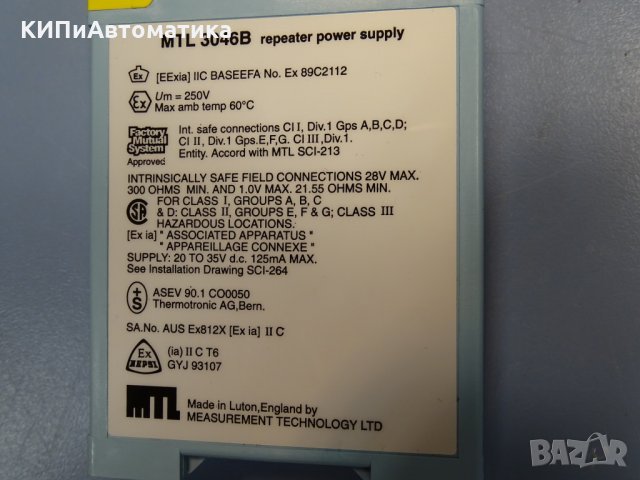 КИПиАвтоматика
MTL 3046B repeater power supply
Ex [EExia] IIC BASEEFA No. Ex 89C2112
Ex Um = 250V
Max amb temp 60°C
Factory Mutual System Approved
Int. safe connections Cl I, Div.1 Gps A,B,C,D;
Cl II, Div.1 Gps.E,F,G. Cl III ,Div.1.
Entity. Accord with MTL SCI-213
INTRINSICALLY SAFE FIELD CONNECTIONS 28V MAX.
300 OHMS MIN. AND 1.0V MAX. 21.55 OHMS MIN.
FOR CLASS I, GROUPS A, B, C
& D: CLASS II, GROUPS E, F & G; CLASS III
HAZARDOUS LOCATIONS.
[Ex ia] " ASSOCIATED APPARATUS "
" APPAREILLAGE CONNEXE "
SUPPLY: 20 TO 35V d.c. 125mA MAX.
See Installation Drawing SCI-264
+S ASEV 90.1 CO0050
Thermotronic AG,Bern.
SA.No. AUS Ex812X [Ex ia] II C
Ex NEPSI (ia) II C T6
GYJ 93107
MTL Made in Luton,England by
MEASUREMENT TECHNOLOGY LTD
BAZAR
КИПиАвтоматика